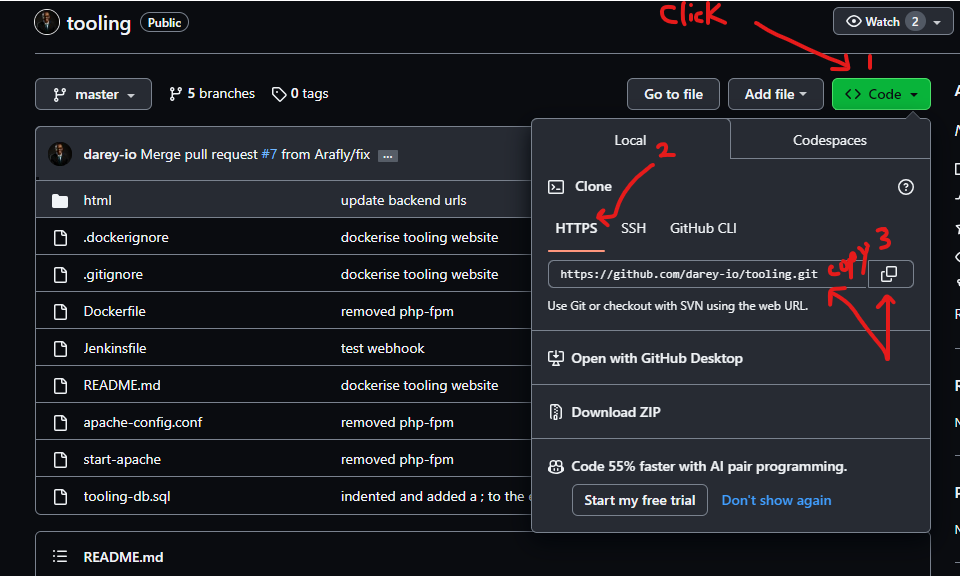 tooling Public
Click
Watch 2
1
master 5 branches 0 tags
Go to file Add file Code
darey-io Merge pull request #7 from Arafly/fix ...
html update backend urls
.dockerignore dockerise tooling website
.gitignore dockerise tooling website
Dockerfile removed php-fpm
Jenkinsfile test webhook
README.md dockerise tooling website
apache-config.conf removed php-fpm
start-apache removed php-fpm
tooling-db.sql indented and added a ; to the
README.md
Local Codespaces
2
Clone
HTTPS SSH GitHub CLI
https://github.com/darey-io/tooling.git
copy 3
Use Git or checkout with SVN using the web URL.
Open with GitHub Desktop
Download ZIP
Code 55% faster with AI pair programming.
Start my free trial Don't show again